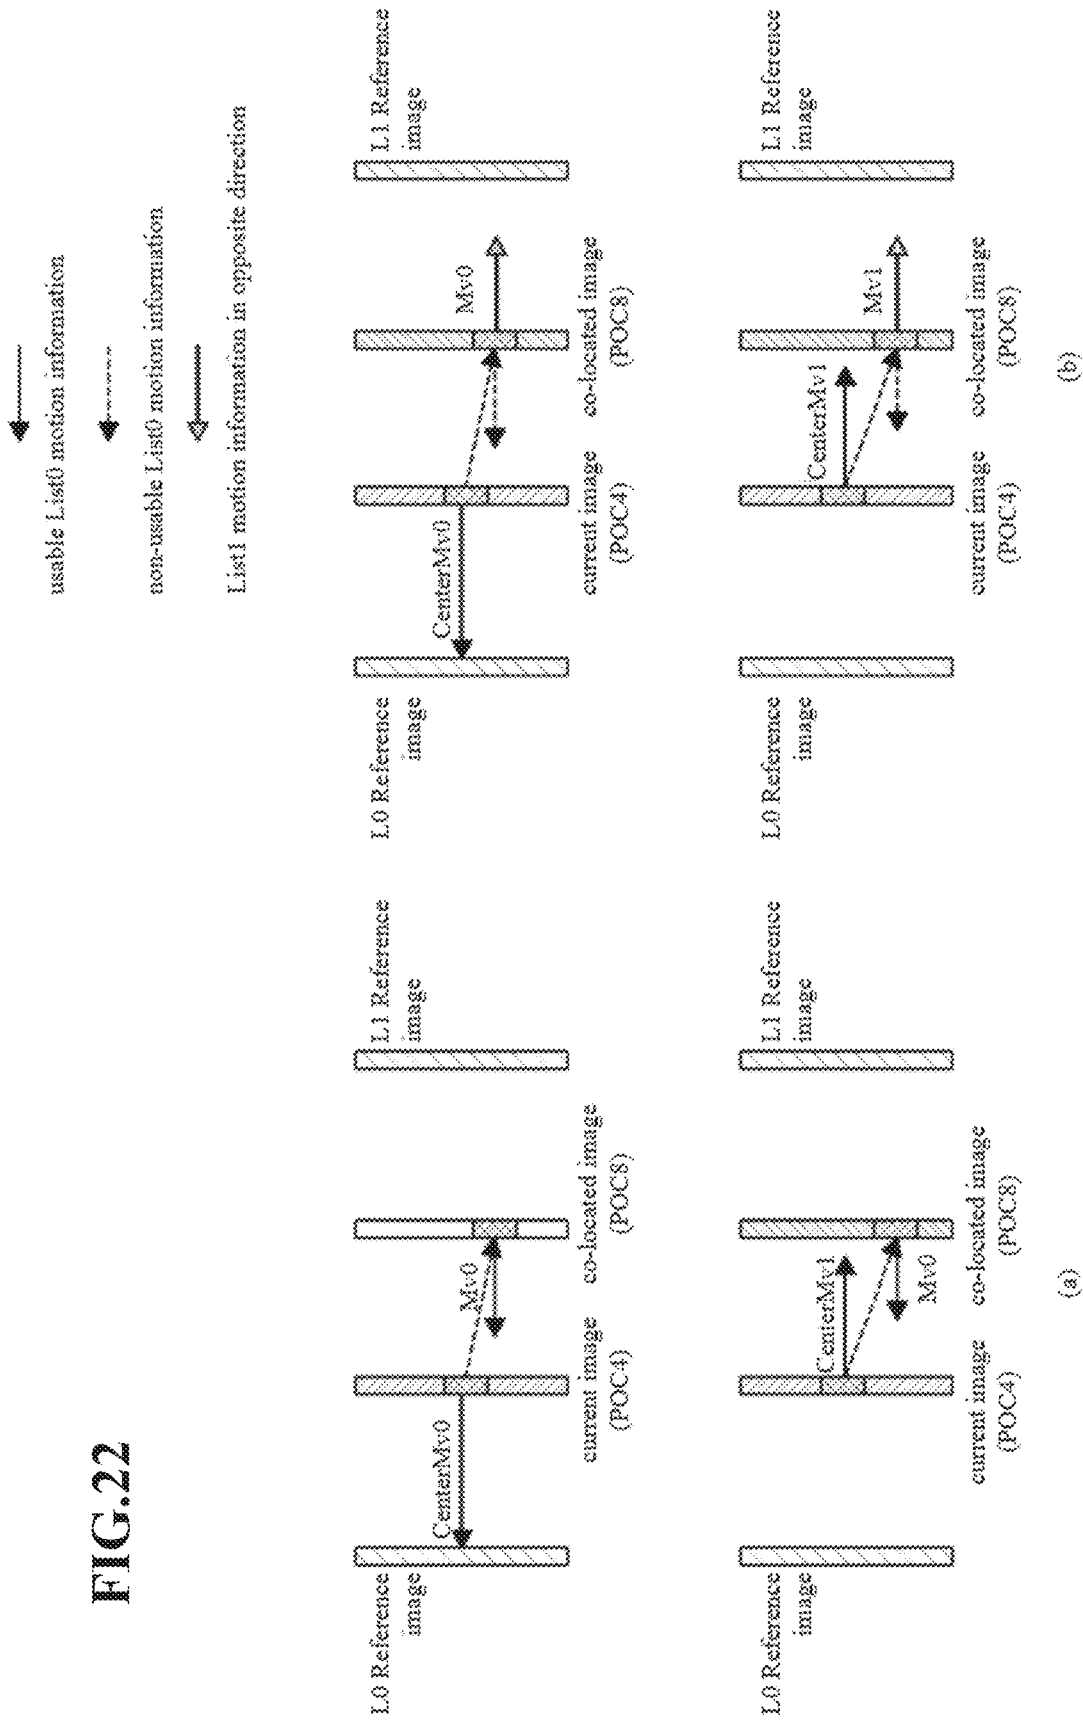 FIG.22
usable List0 motion information
non-usable List0 motion information
List1 motion information in opposite direction
L0 Reference
image
CenterMv0
Mv0
L1 Reference
image
current image
(POC4)
co-located image
(POC8)
L0 Reference
image
CenterMv1
Mv0
L1 Reference
image
current image
(POC4)
co-located image
(POC8)
(a)
L0 Reference
image
CenterMv0
Mv0
L1 Reference
image
current image
(POC4)
co-located image
(POC8)
L0 Reference
image
CenterMv1
Mv1
L1 Reference
image
current image
(POC4)
co-located image
(POC8)
(b)